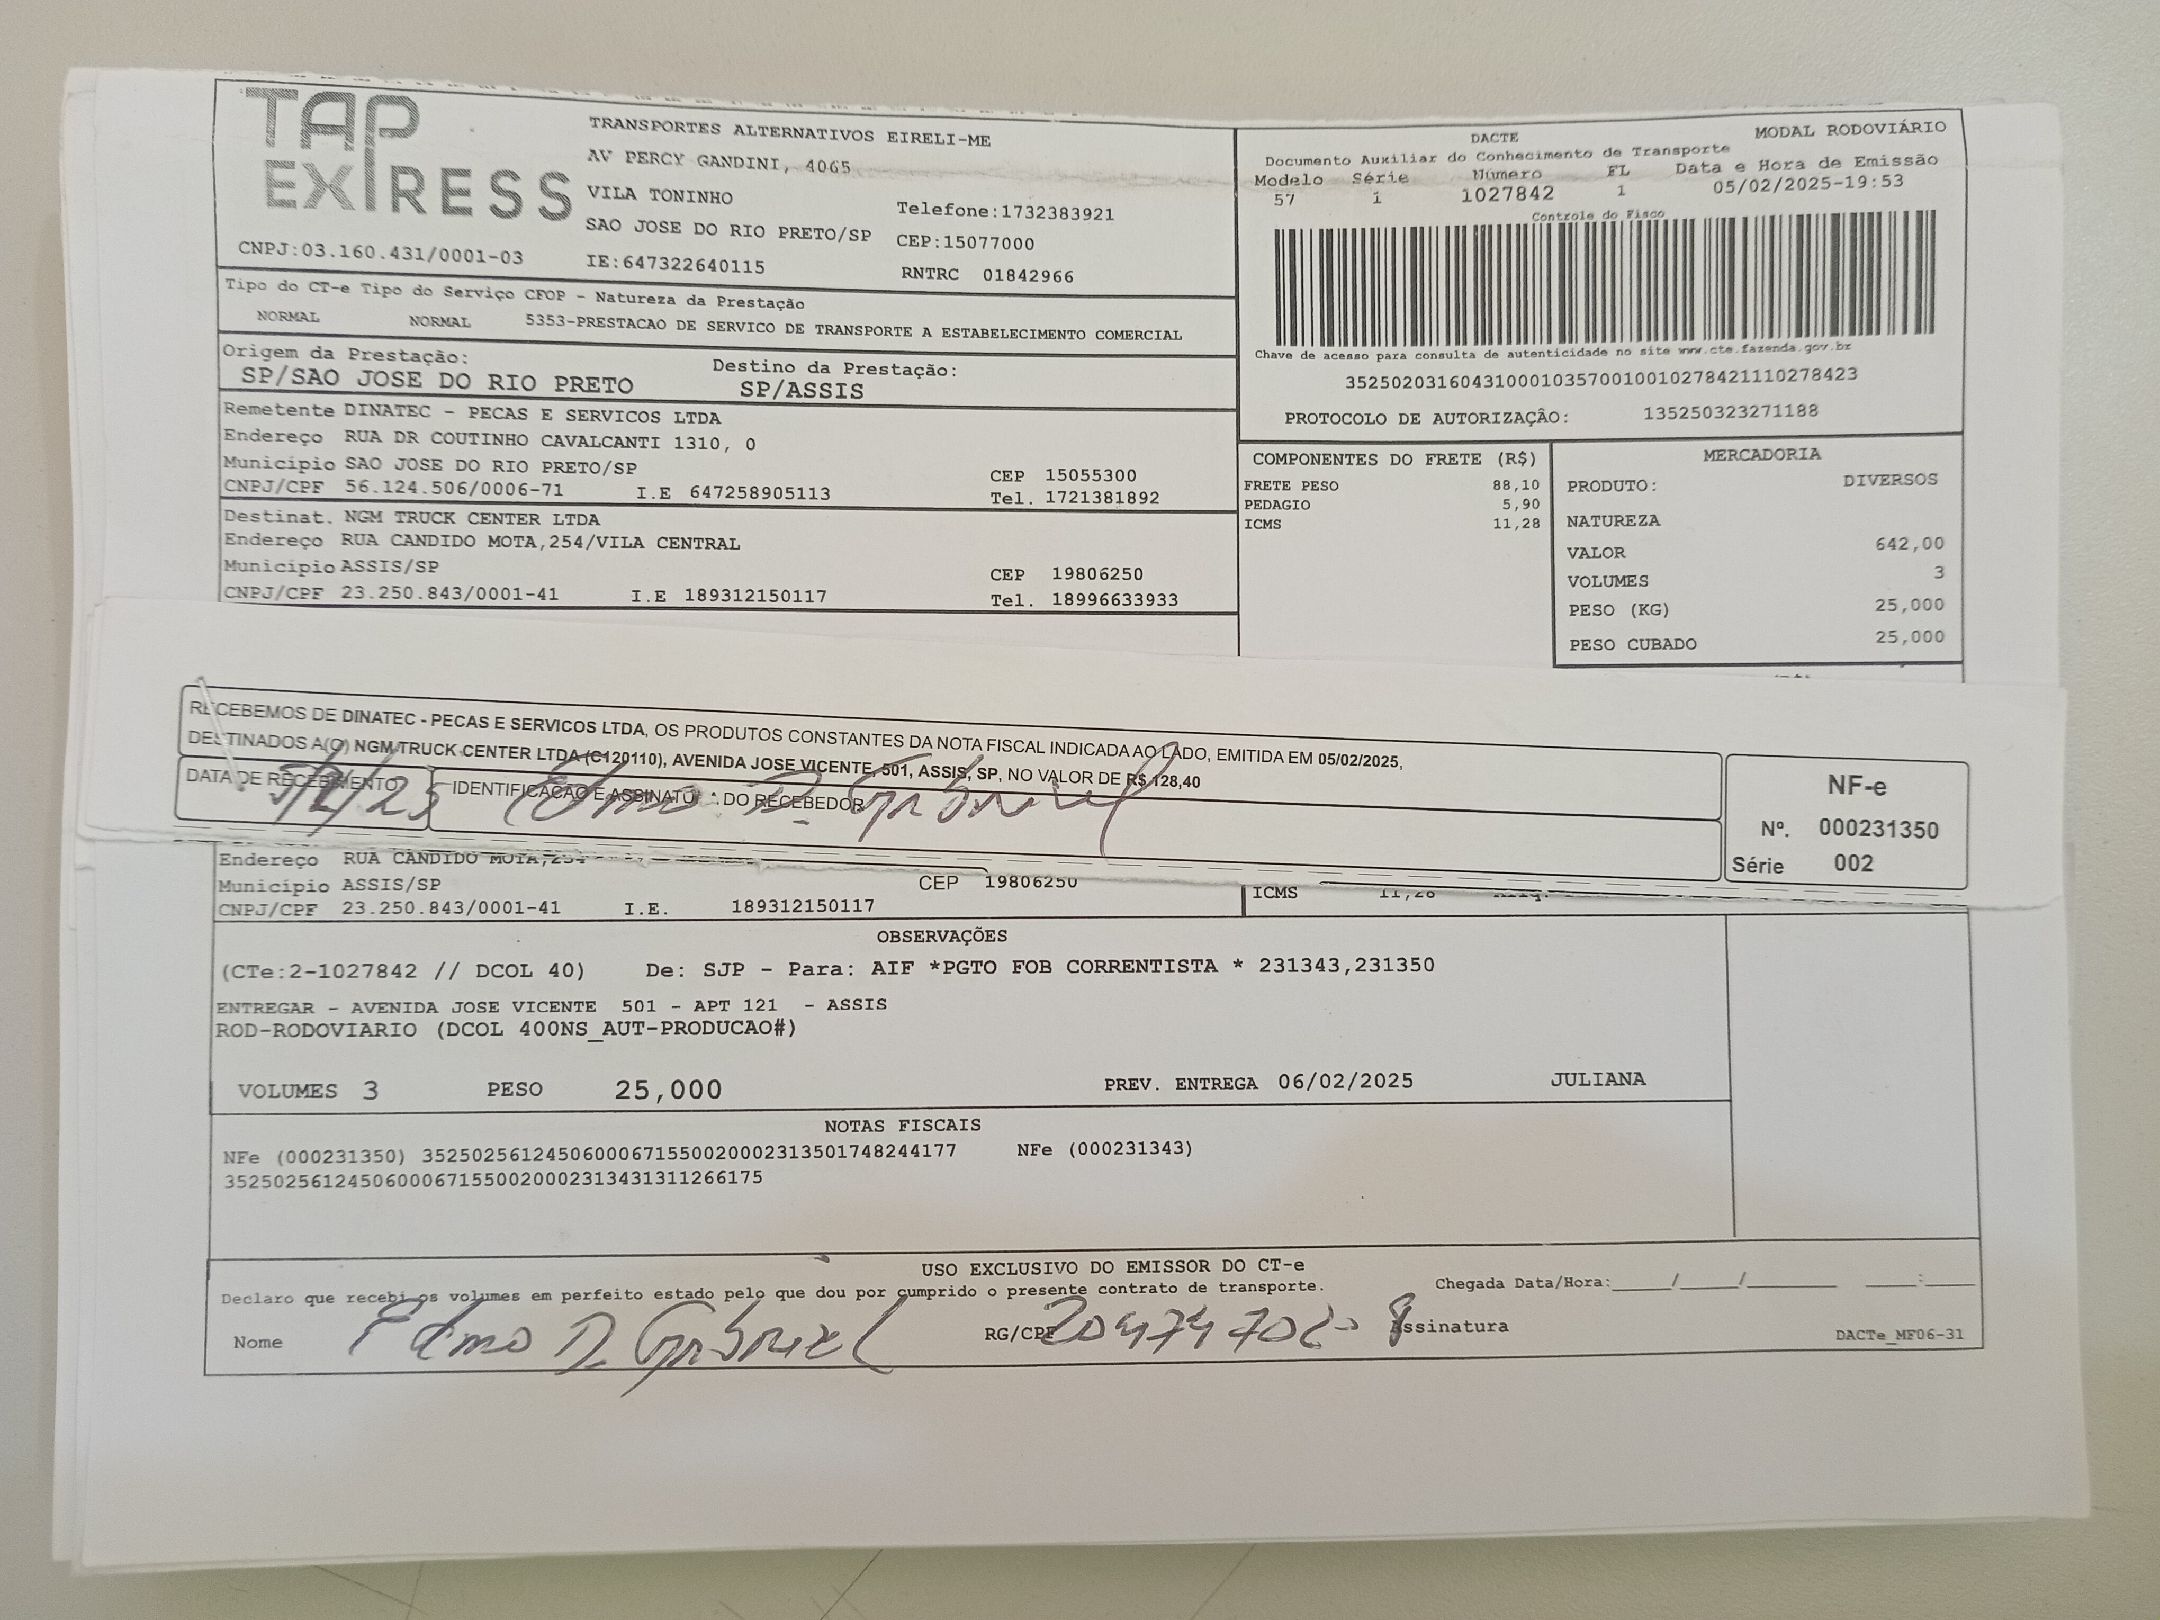 TAP
EXPRESS
TRANSPORTES ALTERNATIVOS EIRELI-ME
AV PERCY GANDINI, 4065
VILA TONINHO
SAO JOSE DO RIO PRETO/SP
Telefone:1732383921
CEP:15077000
CNPJ:03.160.431/0001-03
IE:647322640115
RNTRC 01842966
DACTE MODAL RODOVIÁRIO
Documento Auxiliar do Conhecimento de Transporte
Modelo Série Número FL Data e Hora de Emissão
57 1 1027842 1 05/02/2025-19:53
Controle do Fisco
Chave de acesso para consulta de autenticidade no site www.cte.fazenda.gov.br
35250203160431000103570010010278421110278423
PROTOCOLO DE AUTORIZAÇÃO: 135250323271188
Tipo do CT-e Tipo do Serviço CFOP - Natureza da Prestação
NORMAL NORMAL 5353-PRESTACAO DE SERVICO DE TRANSPORTE A ESTABELECIMENTO COMERCIAL
Origem da Prestação: Destino da Prestação:
SP/SAO JOSE DO RIO PRETO SP/ASSIS
Remetente DINATEC - PECAS E SERVICOS LTDA
Endereço RUA DR COUTINHO CAVALCANTI 1310, 0
Município SAO JOSE DO RIO PRETO/SP CEP 15055300
CNPJ/CPF 56.124.506/0006-71 I.E 647258905113 Tel. 1721381892
Destinat. NGM TRUCK CENTER LTDA
Endereço RUA CANDIDO MOTA,254/VILA CENTRAL
Município ASSIS/SP CEP 19806250
CNPJ/CPF 23.250.843/0001-41 I.E 189312150117 Tel. 18996633933
COMPONENTES DO FRETE (R$)
FRETE PESO 88,10
PEDAGIO 5,90
ICMS 11,28
MERCADORIA
PRODUTO: DIVERSOS
NATUREZA
VALOR 642,00
VOLUMES 3
PESO (KG) 25,000
PESO CUBADO 25,000
RECEBEMOS DE DINATEC - PECAS E SERVICOS LTDA, OS PRODUTOS CONSTANTES DA NOTA FISCAL INDICADA AO LADO, EMITIDA EM 05/02/2025,
DESTINADOS A(O) NGM TRUCK CENTER LTDA (C120110), AVENIDA JOSE VICENTE, 501, ASSIS, SP, NO VALOR DE R$ 128,40
DATA DE RECEBIMENTO IDENTIFICAÇÃO E ASSINATURA DO RECEBEDOR
Edmo D. Gabriel
NF-e
Nº. 000231350
Série 002
Endereço RUA CANDIDO MOTA,254
Município ASSIS/SP CEP 19806250
CNPJ/CPF 23.250.843/0001-41 I.E. 189312150117
ICMS 11,28
OBSERVAÇÕES
(CTe:2-1027842 // DCOL 40) De: SJP - Para: AIF *PGTO FOB CORRENTISTA * 231343,231350
ENTREGAR - AVENIDA JOSE VICENTE 501 - APT 121 - ASSIS
ROD-RODOVIARIO (DCOL 400NS_AUT-PRODUCAO#)
VOLUMES 3 PESO 25,000 PREV. ENTREGA 06/02/2025 JULIANA
NOTAS FISCAIS
NFe (000231350) 35250256124506000671550020002313501748244177 NFe (000231343)
35250256124506000671550020002313431311266175
USO EXCLUSIVO DO EMISSOR DO CT-e
Declaro que recebi os volumes em perfeito estado pelo que dou por cumprido o presente contrato de transporte. Chegada Data/Hora:____/____/________ ____:____
Nome Edmo D. Gabriel RG/CPF Assinatura
DACTe_MF06-31